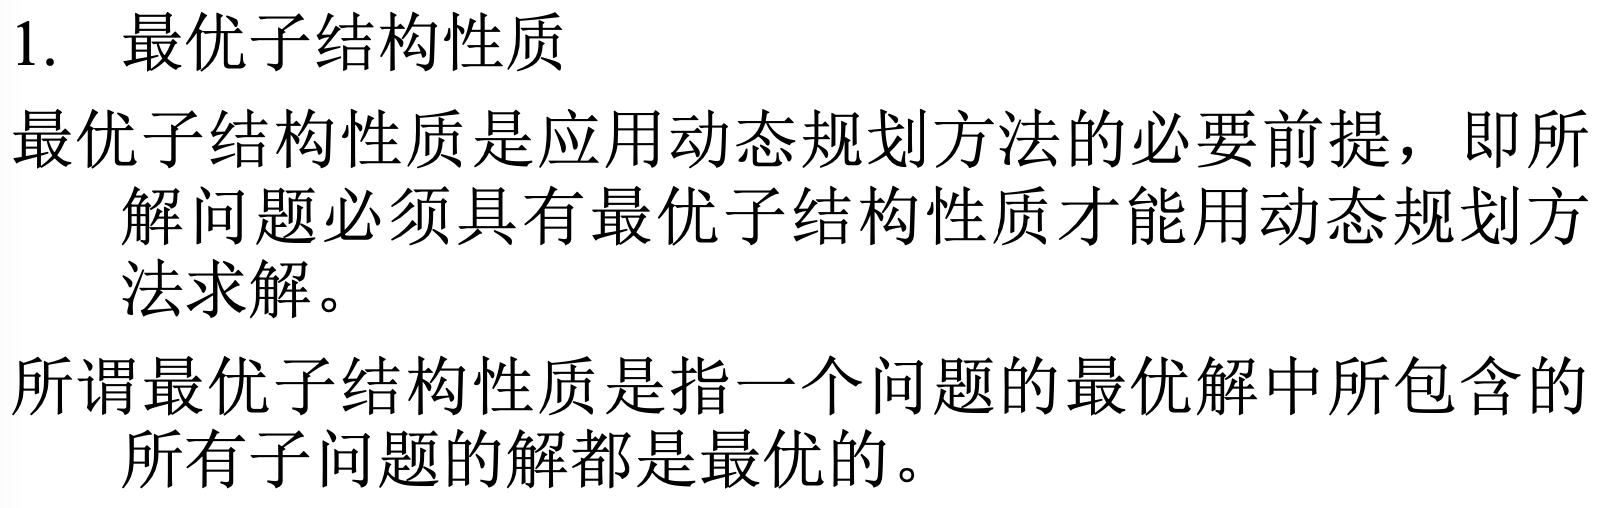 1. 最优子结构性质
最优子结构性质是应用动态规划方法的必要前提，即所
解问题必须具有最优子结构性质才能用动态规划方
法求解。
所谓最优子结构性质是指一个问题的最优解中所包含的
所有子问题的解都是最优的。